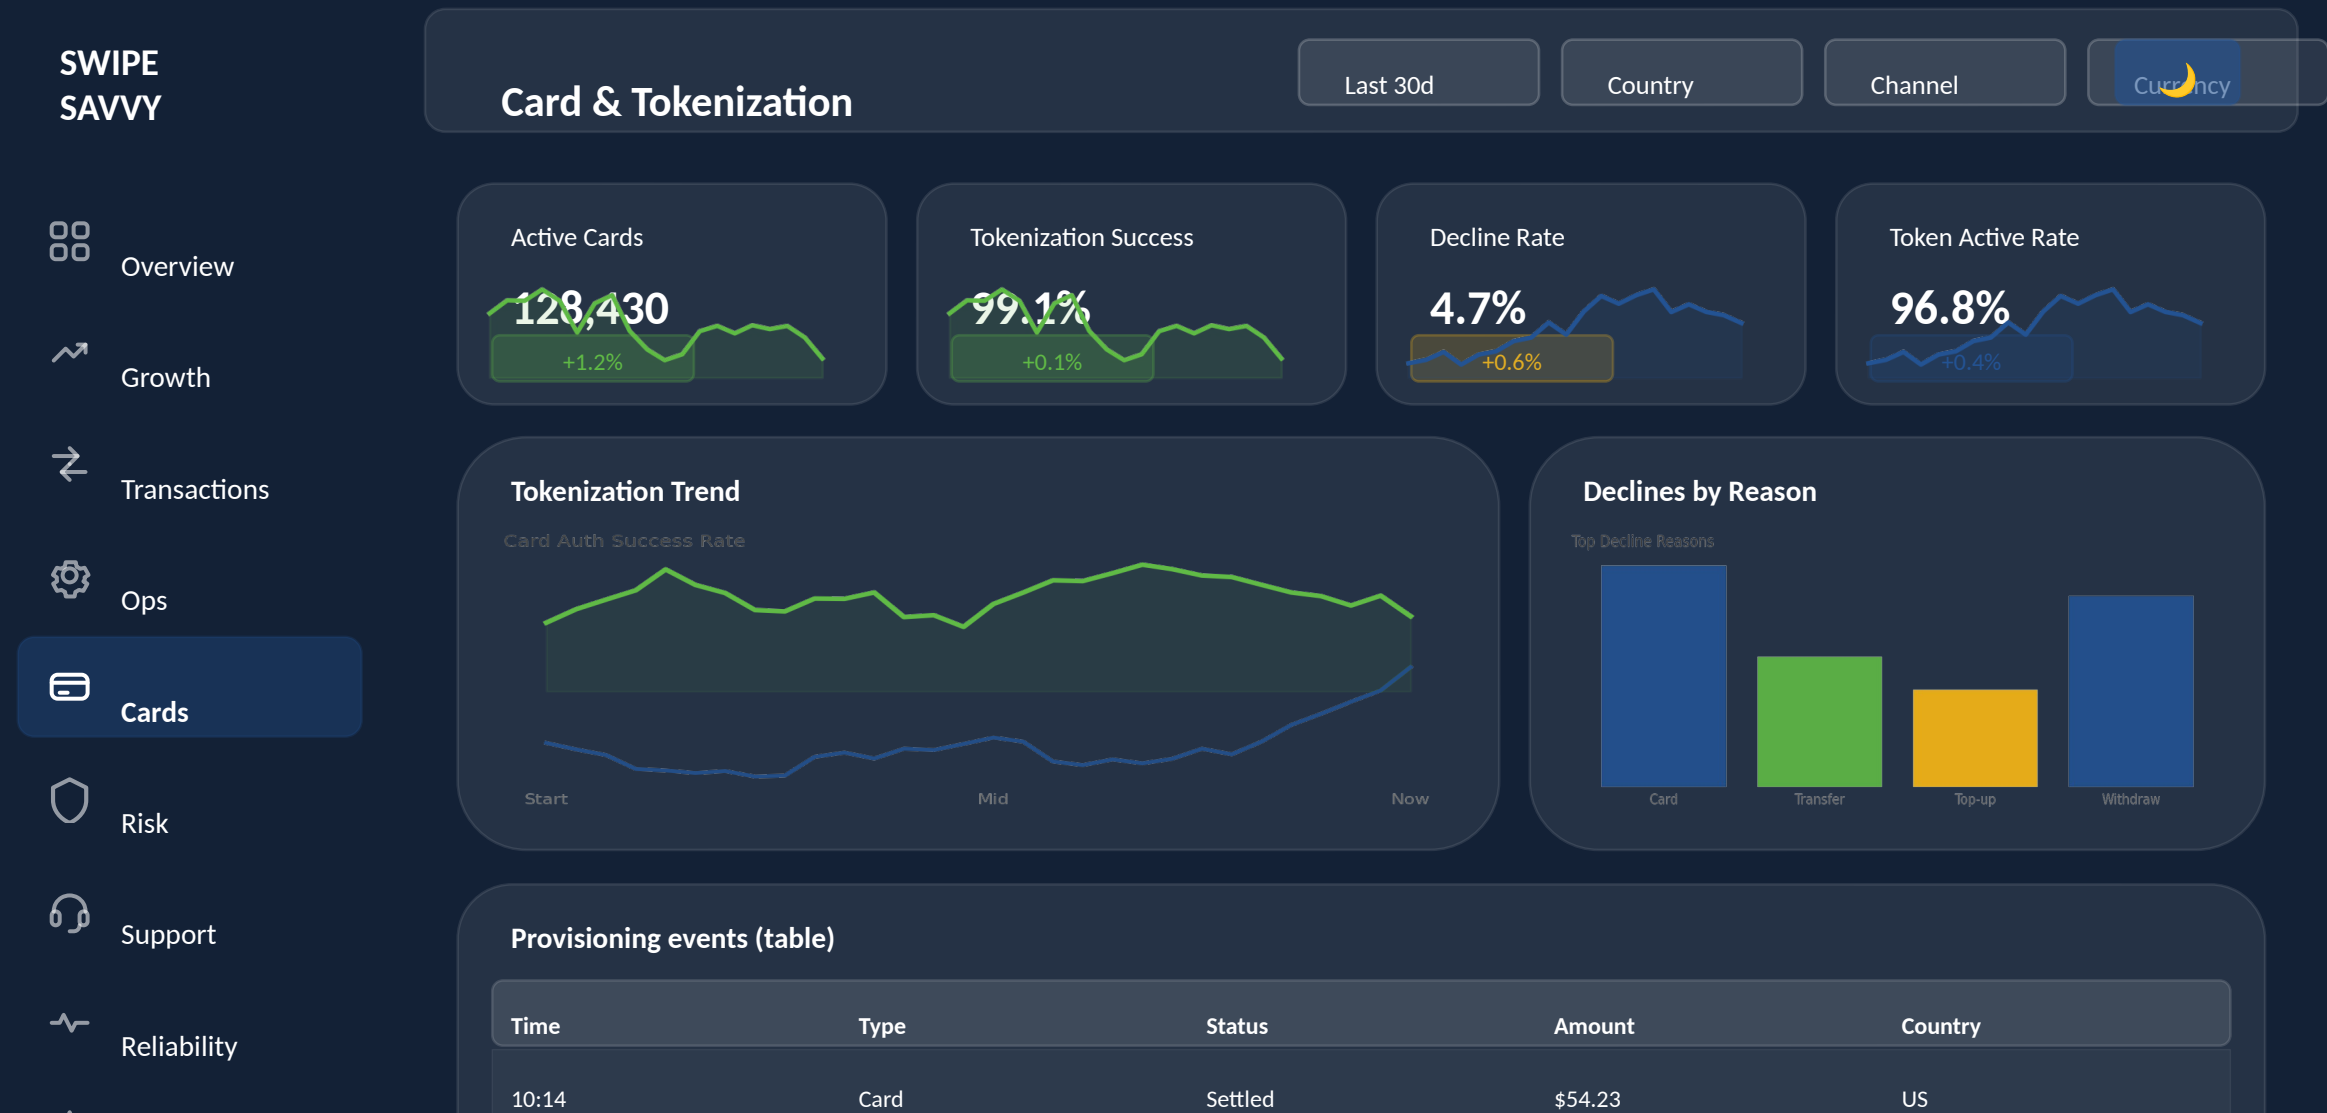 SWIPE
SAVVY
Card & Tokenization
Last 30d
Country
Channel
Currency
Overview
Growth
Transactions
Ops
Cards
Risk
Support
Reliability
Active Cards
128,430
+1.2%
Tokenization Success
99.1%
+0.1%
Decline Rate
4.7%
+0.6%
Token Active Rate
96.8%
+0.4%
Tokenization Trend
Card Auth Success Rate
Start Mid Now
Declines by Reason
Top Decline Reasons
Card Transfer Top-up Withdraw
Provisioning events (table)
Time Type Status Amount Country
10:14 Card Settled $54.23 US